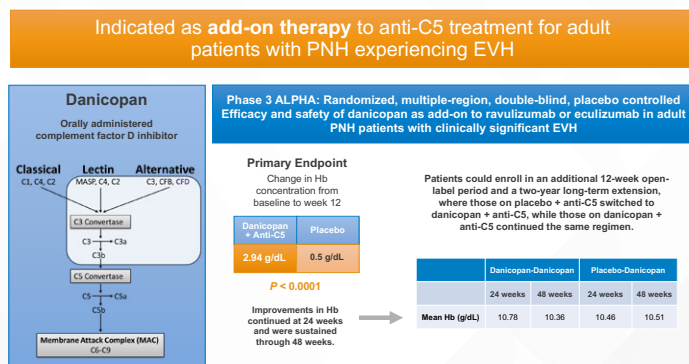 Indicated as add-on therapy to anti-C5 treatment for adult
patients with PNH experiencing EVH
Danicopan
Orally administered
complement factor D inhibitor
Classical Lectin Alternative
C1, C4, C2 MASP, C4, C2 C3, CFB, CFD
C3 Convertase
C3 C3a
C3b
C5 Convertase
C5 C5a
C5b
Membrane Attack Complex (MAC)
C6-C9
Phase 3 ALPHA: Randomized, multiple-region, double-blind, placebo controlled
Efficacy and safety of danicopan as add-on to ravulizumab or eculizumab in adult
PNH patients with clinically significant EVH
Primary Endpoint
Change in Hb
concentration from
baseline to week 12
Danicopan
+ Anti-C5
Placebo
2.94 g/dL 0.5 g/dL
P < 0.0001
Improvements in Hb
continued at 24 weeks
and were sustained
through 48 weeks.
Patients could enroll in an additional 12-week open-
label period and a two-year long-term extension,
where those on placebo + anti-C5 switched to
danicopan + anti-C5, while those on danicopan +
anti-C5 continued the same regimen.
Danicopan-Danicopan Placebo-Danicopan
24 weeks 48 weeks 24 weeks 48 weeks
Mean Hb (g/dL) 10.78 10.36 10.46 10.51